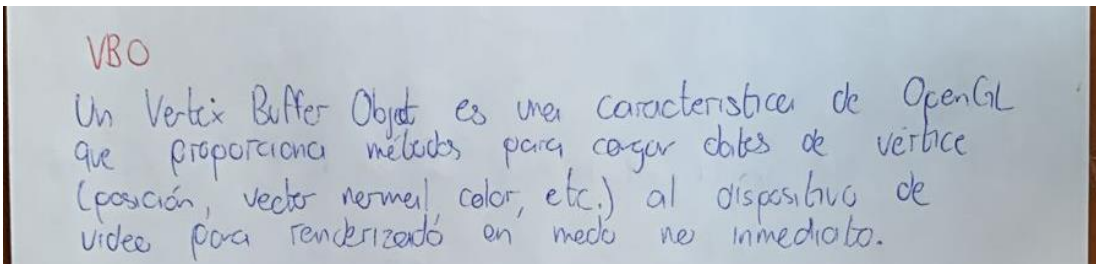 VBO
Un Vertex Buffer Objet es una característica de OpenGL
que proporciona métodos para cargar datos de vértice
(posición, vector normal, color, etc.) al dispositivo de
video para renderizado en modo no inmediato.